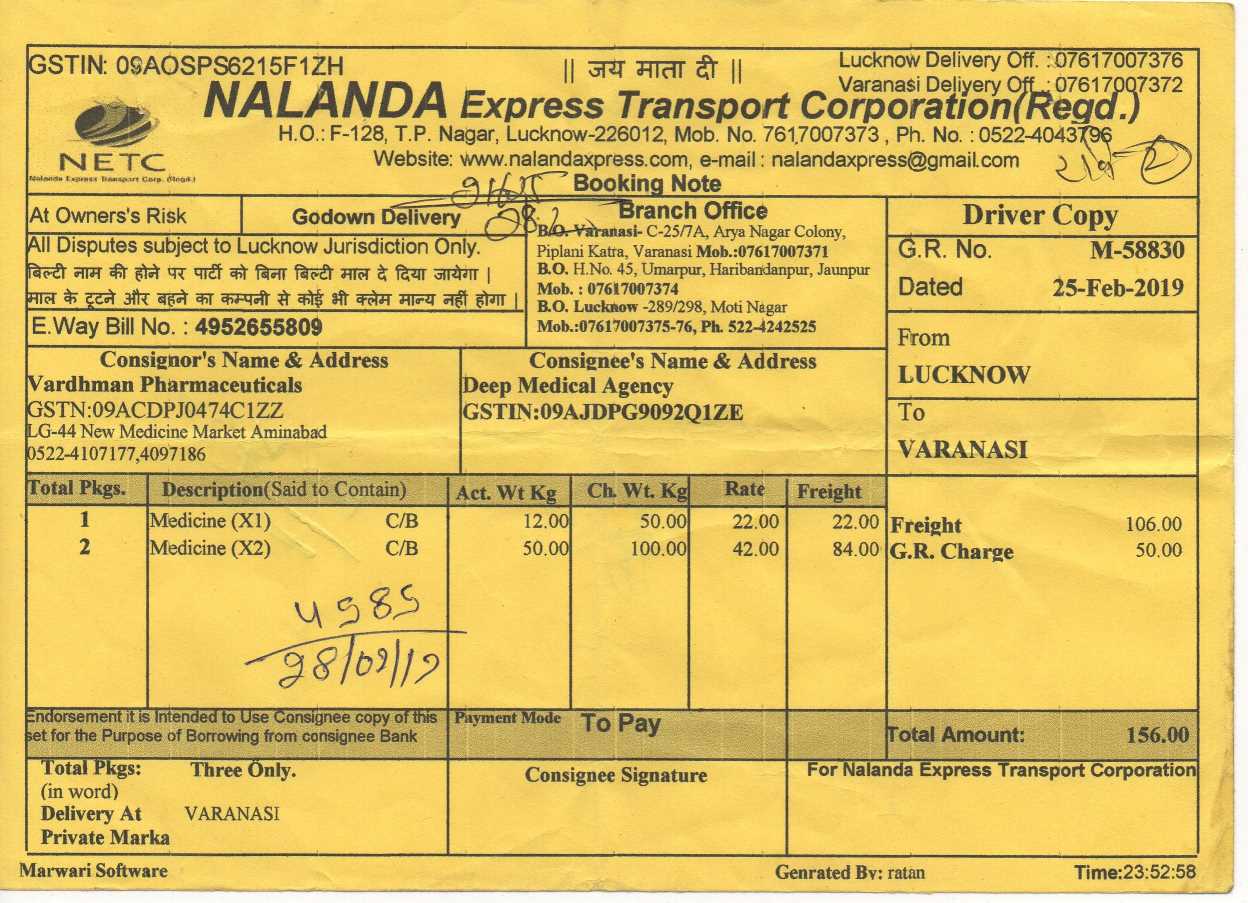 GSTIN: 09AOSPS6215F1ZH
|| जय माता दी ||
Lucknow Delivery Off. :07617007376
Varanasi Delivery Off. :07617007372
NALANDA Express Transport Corporation(Regd.)
H.O.: F-128, T.P. Nagar, Lucknow-226012, Mob. No. 7617007373 , Ph. No. : 0522-4043796
Website: www.nalandaxpress.com, e-mail : nalandaxpress@gmail.com
NETC
Nalanda Express Transport Corp. (Regd.)
Booking Note
At Owners's Risk
Godown Delivery
All Disputes subject to Lucknow Jurisdiction Only.
बिल्टी नाम की होने पर पार्टी को बिना बिल्टी माल दे दिया जायेगा |
माल के टूटने और बहने का कम्पनी से कोई भी क्लेम मान्य नहीं होगा |
E.Way Bill No. : 4952655809
Branch Office
B.O. Varanasi- C-25/7A, Arya Nagar Colony,
Piplani Katra, Varanasi Mob.:07617007371
B.O. H.No. 45, Umarpur, Haribandanpur, Jaunpur
Mob. : 07617007374
B.O. Lucknow -289/298, Moti Nagar
Mob.:07617007375-76, Ph. 522-4242525
Driver Copy
G.R. No. M-58830
Dated 25-Feb-2019
From
LUCKNOW
To
VARANASI
Consignor's Name & Address
Vardhman Pharmaceuticals
GSTN:09ACDPJ0474C1ZZ
LG-44 New Medicine Market Aminabad
0522-4107177,4097186
Consignee's Name & Address
Deep Medical Agency
GSTIN:09AJDPG9092Q1ZE
Total Pkgs. Description(Said to Contain) Act. Wt Kg Ch. Wt. Kg Rate Freight
1 Medicine (X1) C/B 12.00 50.00 22.00 22.00
2 Medicine (X2) C/B 50.00 100.00 42.00 84.00
Freight 106.00
G.R. Charge 50.00
Endorsement it is Intended to Use Consignee copy of this
set for the Purpose of Borrowing from consignee Bank
Payment Mode To Pay
Total Amount: 156.00
Total Pkgs: Three Only.
(in word)
Delivery At VARANASI
Private Marka
Consignee Signature
For Nalanda Express Transport Corporation
Marwari Software
Genrated By: ratan
Time:23:52:58